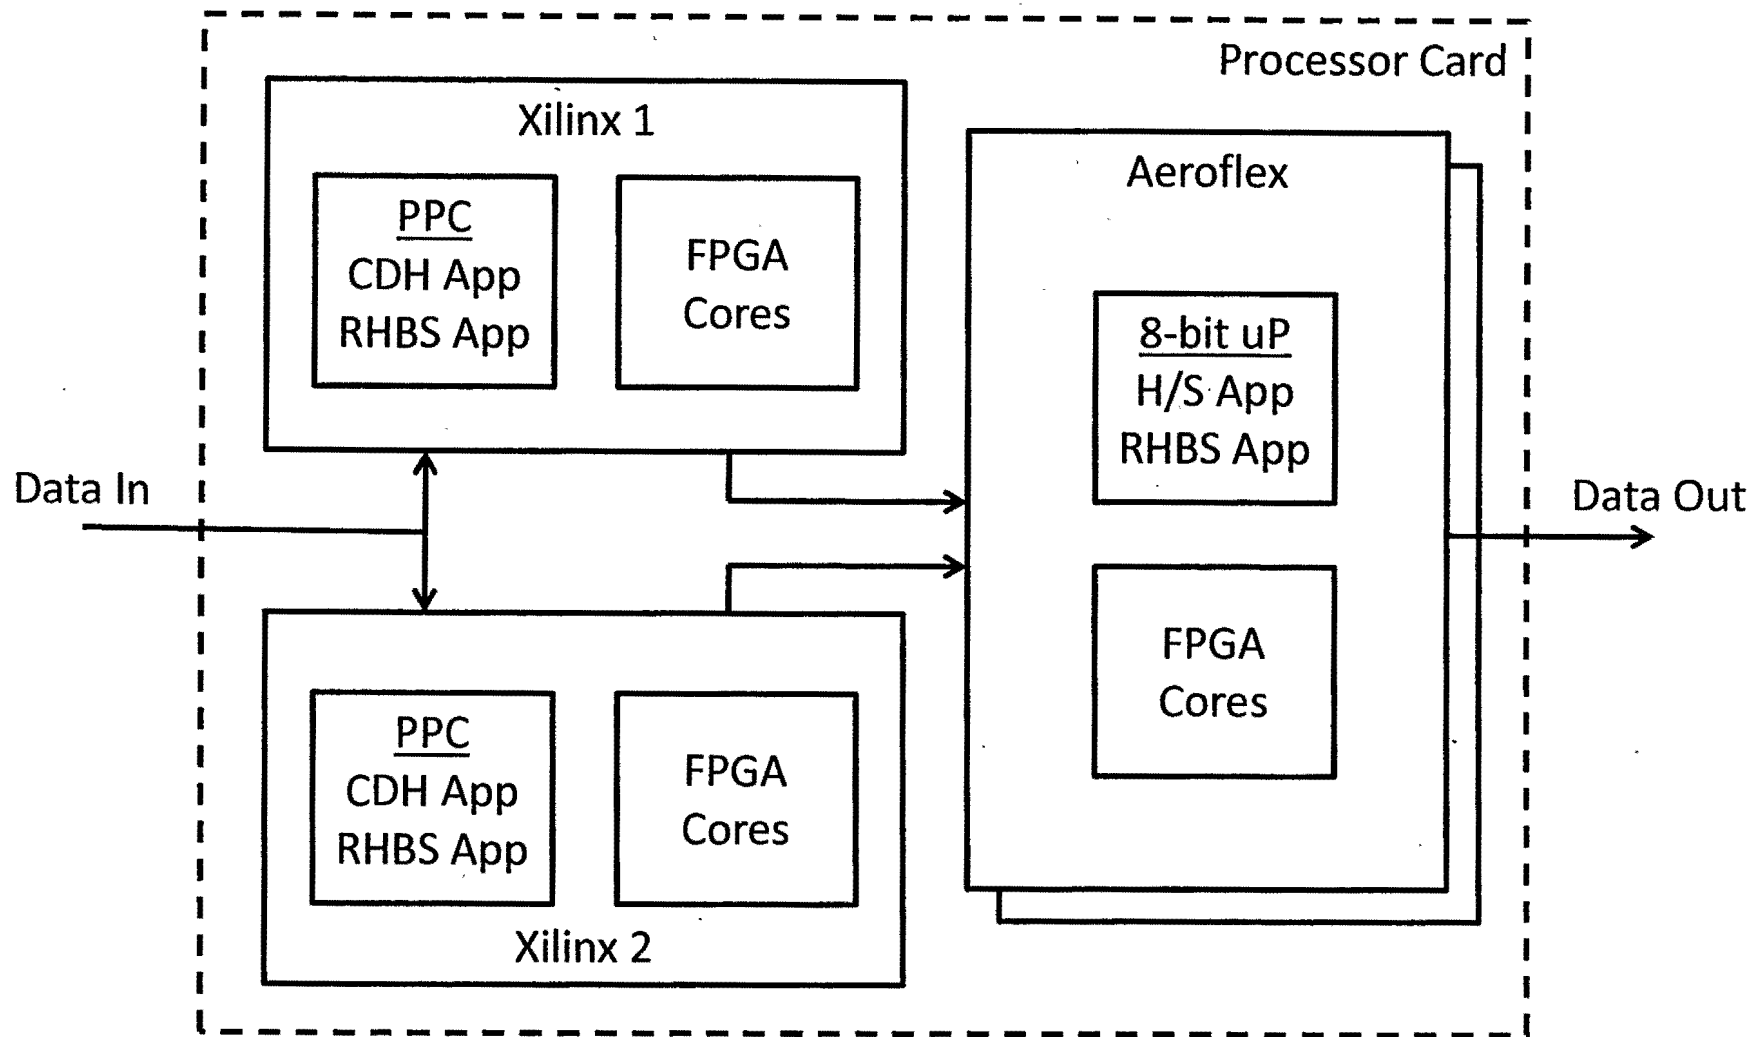 Processor Card
Xilinx 1
PPC
CDH App
RHBS App
FPGA
Cores
Aeroflex
8-bit uP
H/S App
RHBS App
FPGA
Cores
Data In
Data Out
PPC
CDH App
RHBS App
FPGA
Cores
Xilinx 2